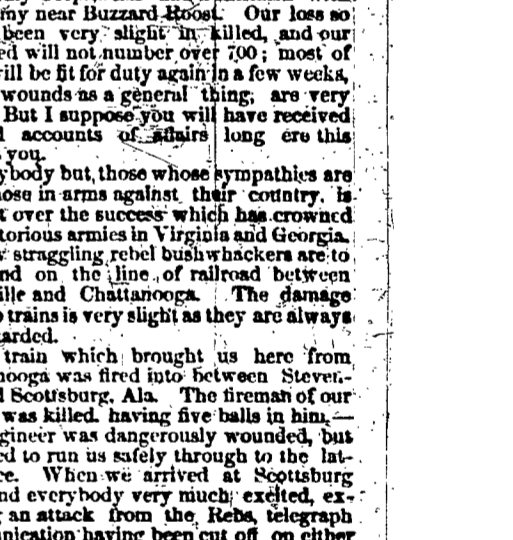 my near Buzzard Roost. Our loss so
been very slight in killed, and our
ed will not number over 700; most of
ill be fit for duty again in a few weeks,
wounds as a general thing, are very
But I suppose you will have received
l accounts of affairs long ere this
you.
ybody but, those whose sympathies are
ose in arms against their country, is
t over the success which has crowned
torious armies in Virginia and Georgia.
straggling rebel bushwhackers are to
nd on the line of railroad between
ille and Chattanooga. The damage
trains is very slight as they are always
arded.
train which brought us here from
nooga was fired into between Steven-
d Scottsburg, Ala. The fireman of our
was killed, having five balls in him,—
gineer was dangerously wounded, but
ed to run us safely through to the lat-
ce. When we arrived at Scottsburg
nd everybody very much excited, ex-
an attack from the Rebs, telegraph
nication having been cut off on either